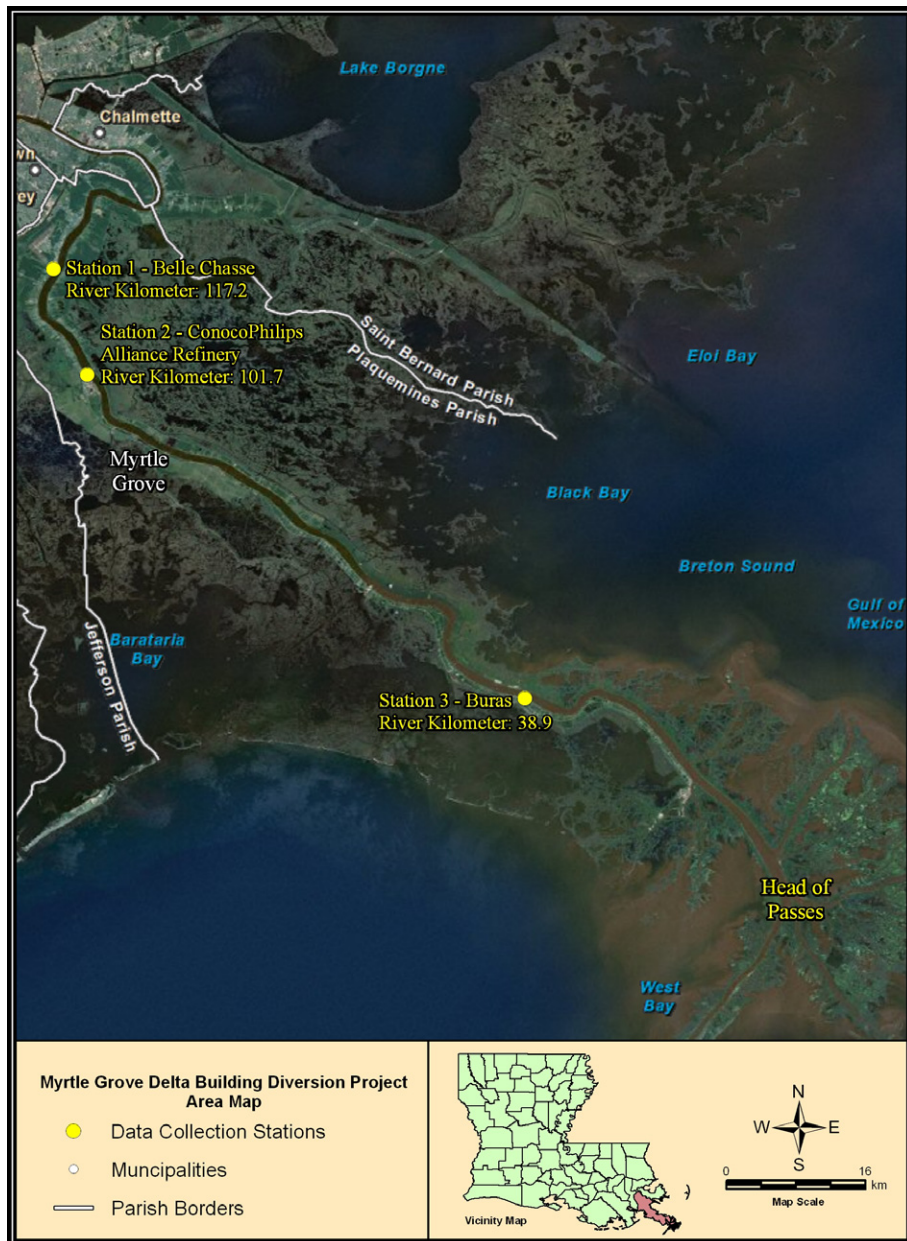 Lake Borgne
Chalmette
wn
ey
Station 1 - Belle Chasse
River Kilometer: 117.2
Station 2 - ConocoPhilips
Alliance Refinery
River Kilometer: 101.7
Saint Bernard Parish
Plaquemines Parish
Eloi Bay
Myrtle
Grove
Black Bay
Breton Sound
Gulf of
Mexico
Jefferson Parish
Barataria
Bay
Station 3 - Buras
River Kilometer: 38.9
Head of
Passes
West
Bay
Myrtle Grove Delta Building Diversion Project
Area Map
Data Collection Stations
Muncipalities
Parish Borders
Vicinity Map
N
W E
S
0 16
km
Map Scale